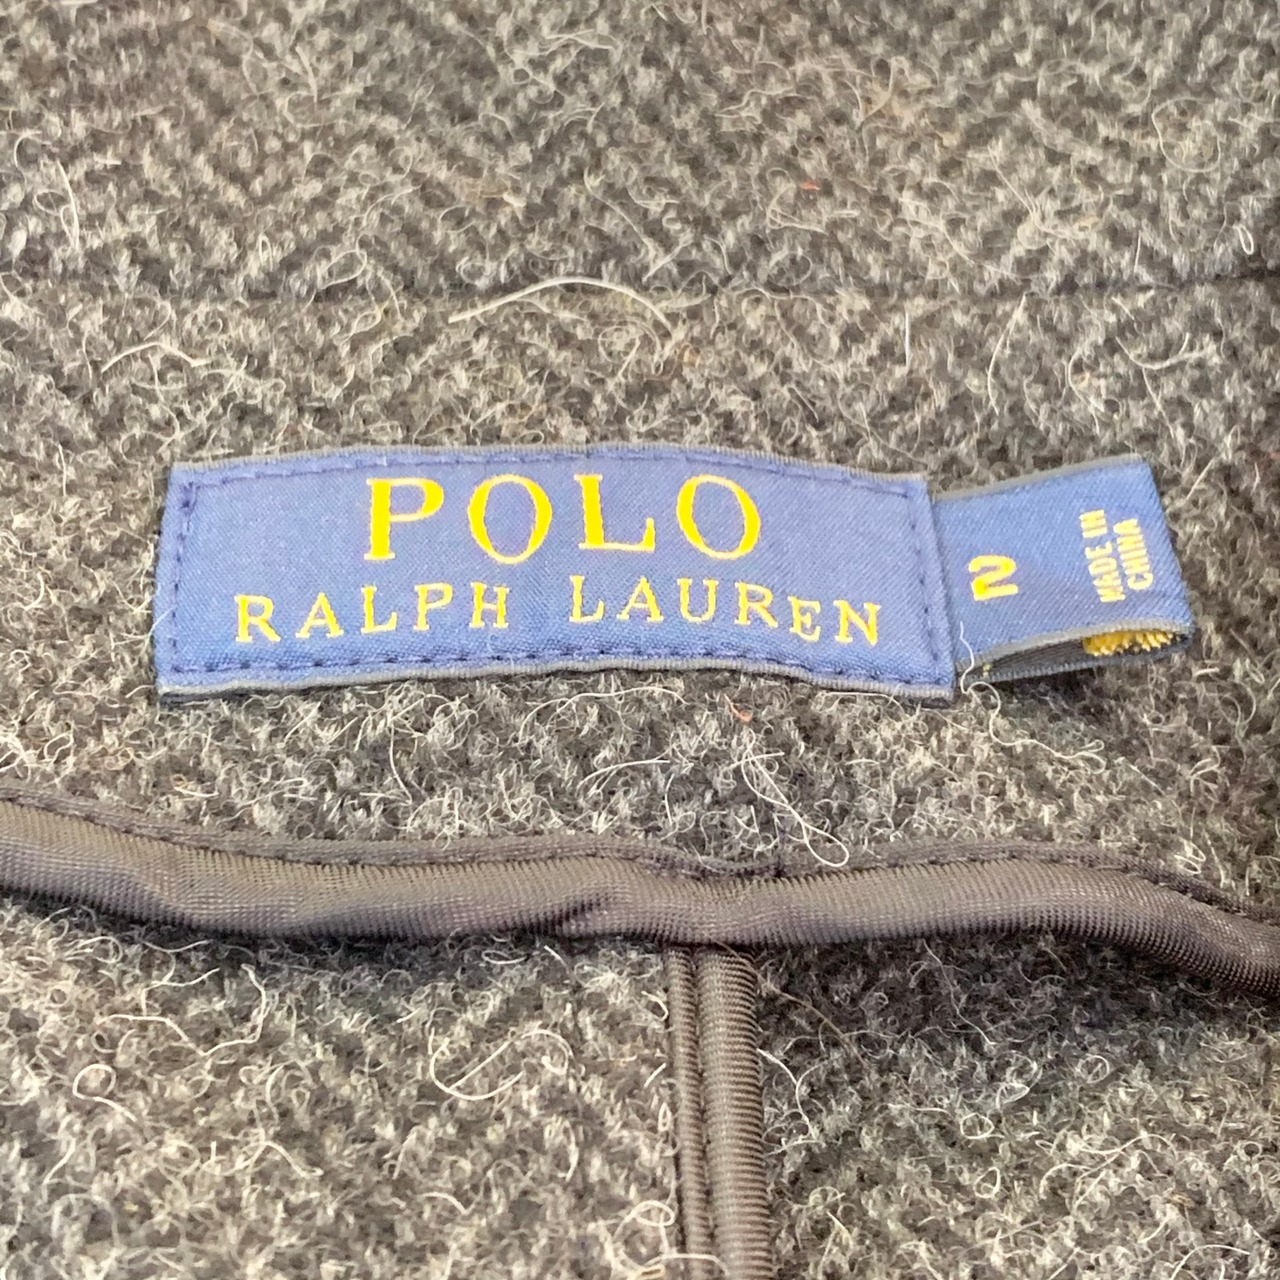 POLO
RALPH LAUREN
2
MADE IN
CHINA